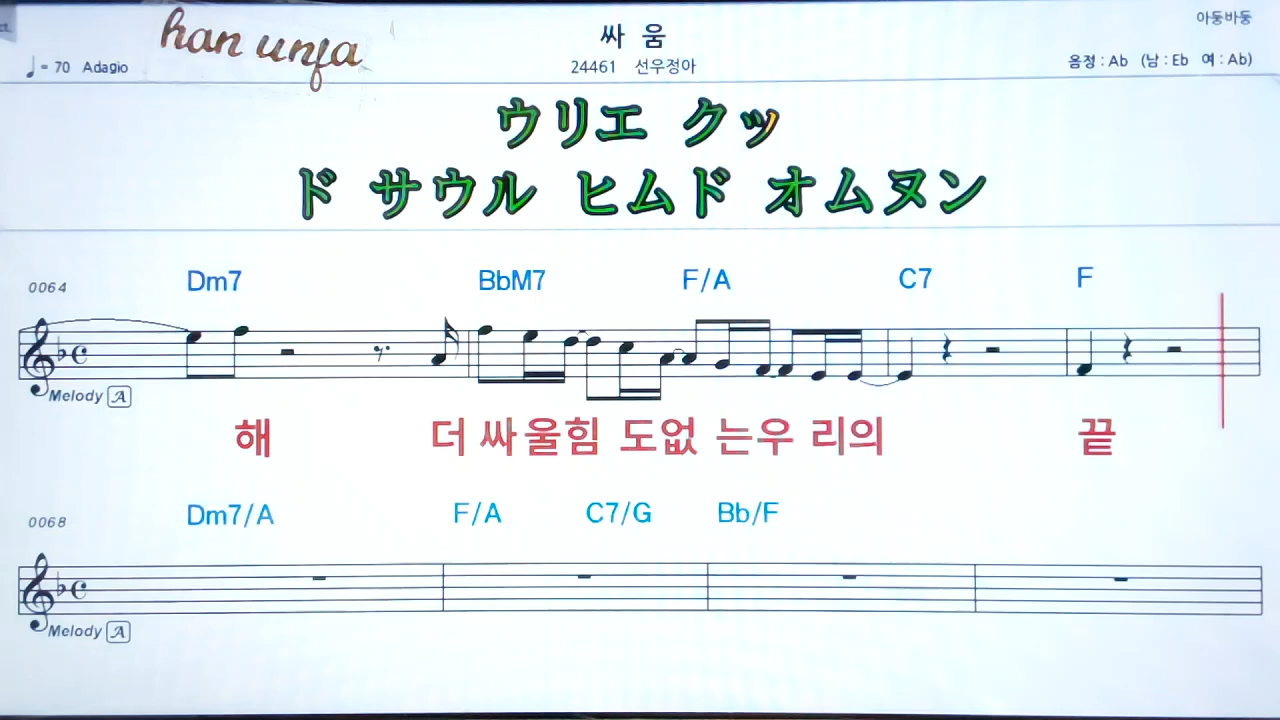 han unja
싸 움
아둥바둥
♩= 70 Adagio
24461 선우정아
음정 : Ab (남 : Eb 여 : Ab)
ウリエ クッ
ド サウル ヒムド オムヌン
0064 Dm7 BbM7 F/A C7 F
Melody A
해 더 싸 울힘 도없 는우 리의 끝
0068 Dm7/A F/A C7/G Bb/F
Melody A